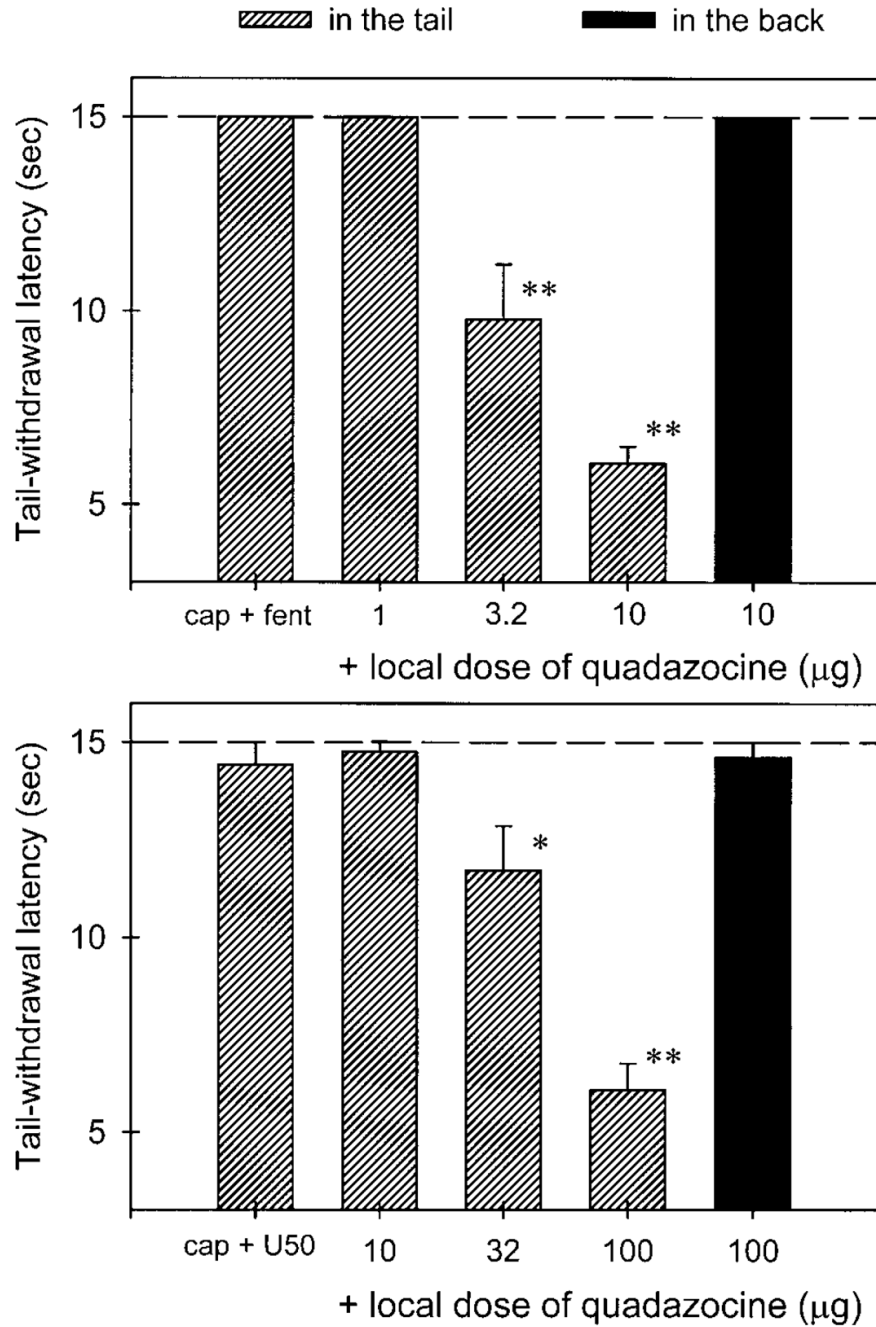 in the tail in the back
Tail-withdrawal latency (sec)
15
10
5
**
**
cap + fent 1 3.2 10 10
+ local dose of quadazocine (μg)
Tail-withdrawal latency (sec)
15
10
5
*
**
cap + U50 10 32 100 100
+ local dose of quadazocine (μg)